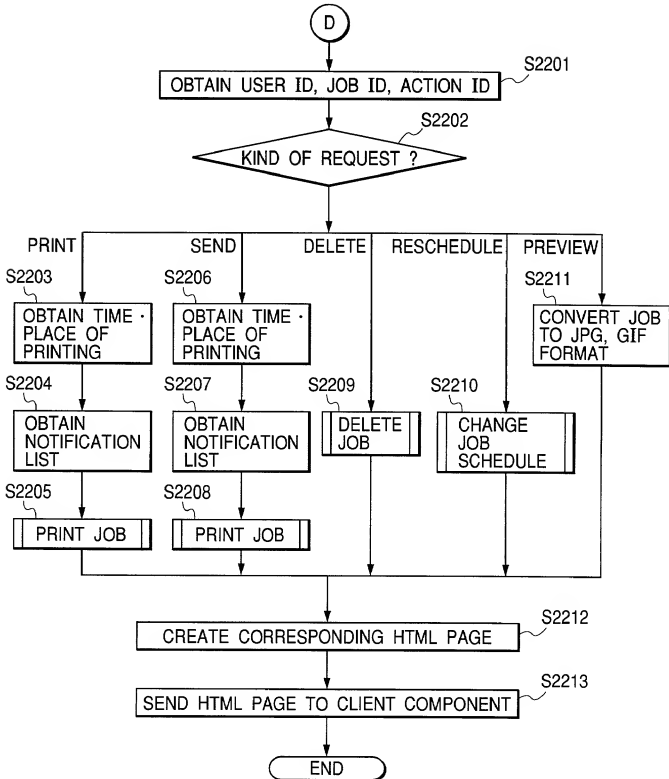 D
S2201
OBTAIN USER ID, JOB ID, ACTION ID
S2202
KIND OF REQUEST ?
PRINT
SEND
DELETE
RESCHEDULE
PREVIEW
S2203
OBTAIN TIME ·
PLACE OF
PRINTING
S2204
OBTAIN
NOTIFICATION
LIST
S2205
PRINT JOB
S2206
OBTAIN TIME ·
PLACE OF
PRINTING
S2207
OBTAIN
NOTIFICATION
LIST
S2208
PRINT JOB
S2209
DELETE
JOB
S2210
CHANGE
JOB
SCHEDULE
S2211
CONVERT JOB
TO JPG, GIF
FORMAT
S2212
CREATE CORRESPONDING HTML PAGE
S2213
SEND HTML PAGE TO CLIENT COMPONENT
END